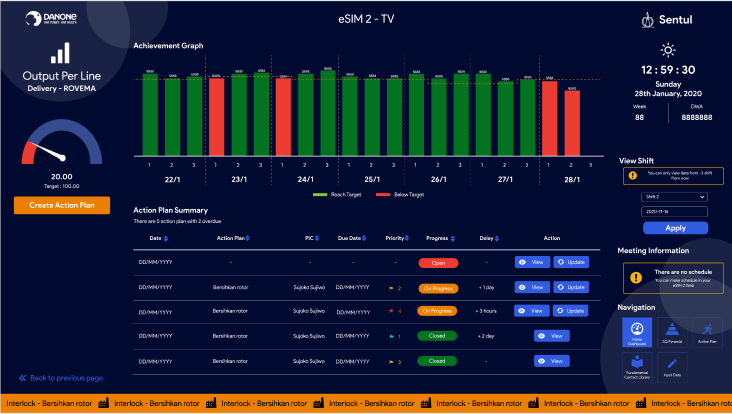 DANONE
ONE PLANET. ONE HEALTH
eSIM 2 - TV
Sentul
Output Per Line
Delivery - ROVEMA
20.00
Target : 100.00
Create Action Plan
Back to previous page
Achievement Graph
1 2 3 1 2 3 1 2 3 1 2 3 1 2 3 1 2 3 1 2 3
22/1 23/1 24/1 25/1 26/1 27/1 28/1
Reach Target Below Target
Action Plan Summary
There are 5 action plan with 2 overdue
Date Action Plan PIC Due Date Priority Progress Delay Action
DD/MM/YYYY - - - - Open - View Update
DD/MM/YYYY Bersihkan rotor Sujoko Sujiwo DD/MM/YYYY 2 On Progress + 1 day View Update
DD/MM/YYYY Bersihkan rotor Sujoko Sujiwo DD/MM/YYYY 4 On Progress + 3 hours View Update
DD/MM/YYYY Bersihkan rotor Sujoko Sujiwo DD/MM/YYYY 1 Closed + 2 day View
DD/MM/YYYY Bersihkan rotor Sujoko Sujiwo DD/MM/YYYY 3 Closed - View
12 : 59 : 30
Sunday
28th January, 2020
Week DWA
88 8888888
View Shift
You can only view data from -3 shift
from now
Shift 2
2020-11-16
Apply
Meeting Information
There are no schedule
You can make schedule in your
eSIM 2 Web
Navigation
Home
Dashboard
SQ Pyramid
Action Plan
Fundamental
Contact Library
Input Data
Interlock - Bersihkan rotor Interlock - Bersihkan rotor Interlock - Bersihkan rotor Interlock - Bersihkan rotor Interlock - Bersihkan rotor Interlock - Bersihkan rotor Interlock - Bersihkan rotor